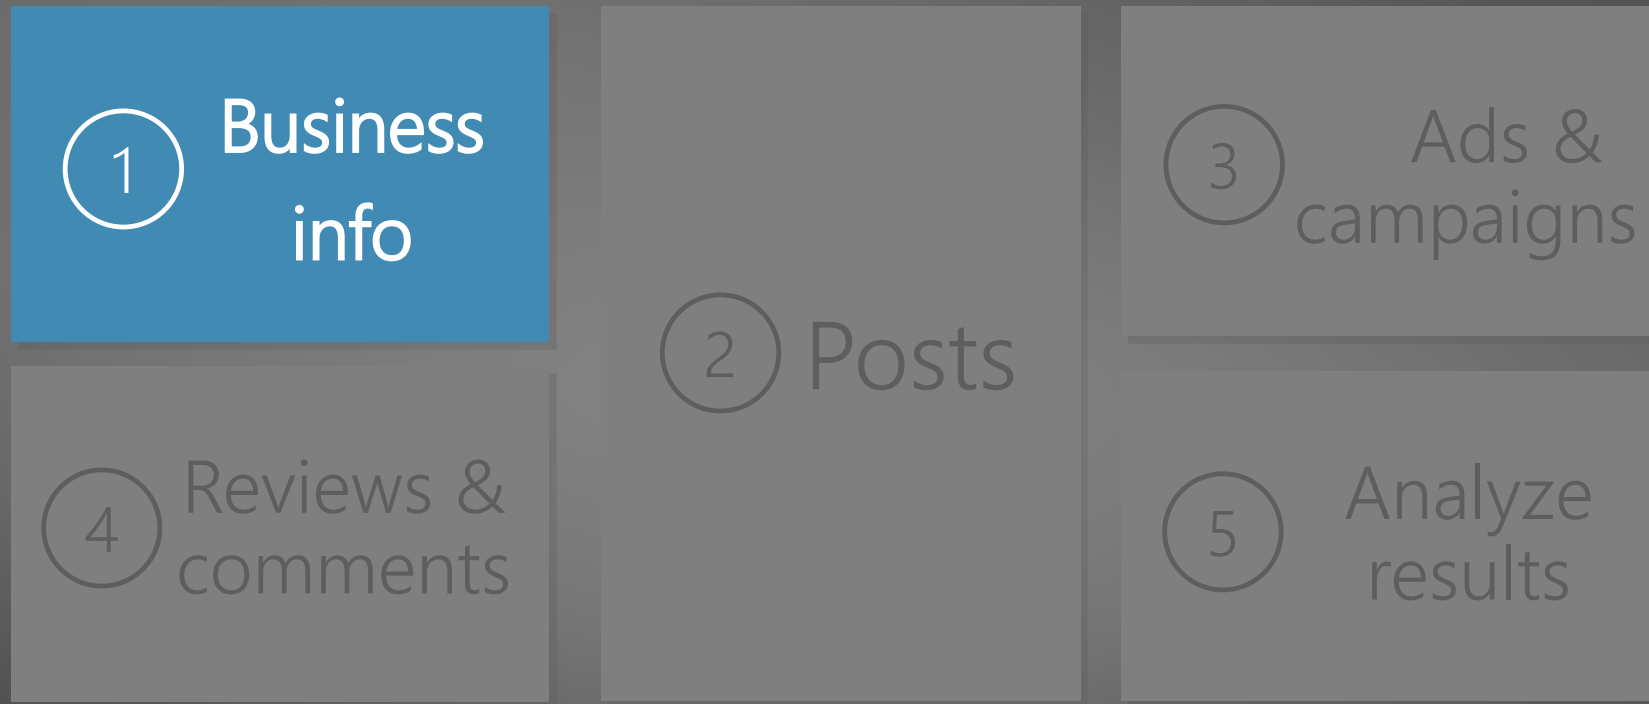 1
Business
info
2
Posts
3
Ads &
campaigns
4
Reviews &
comments
5
Analyze
results